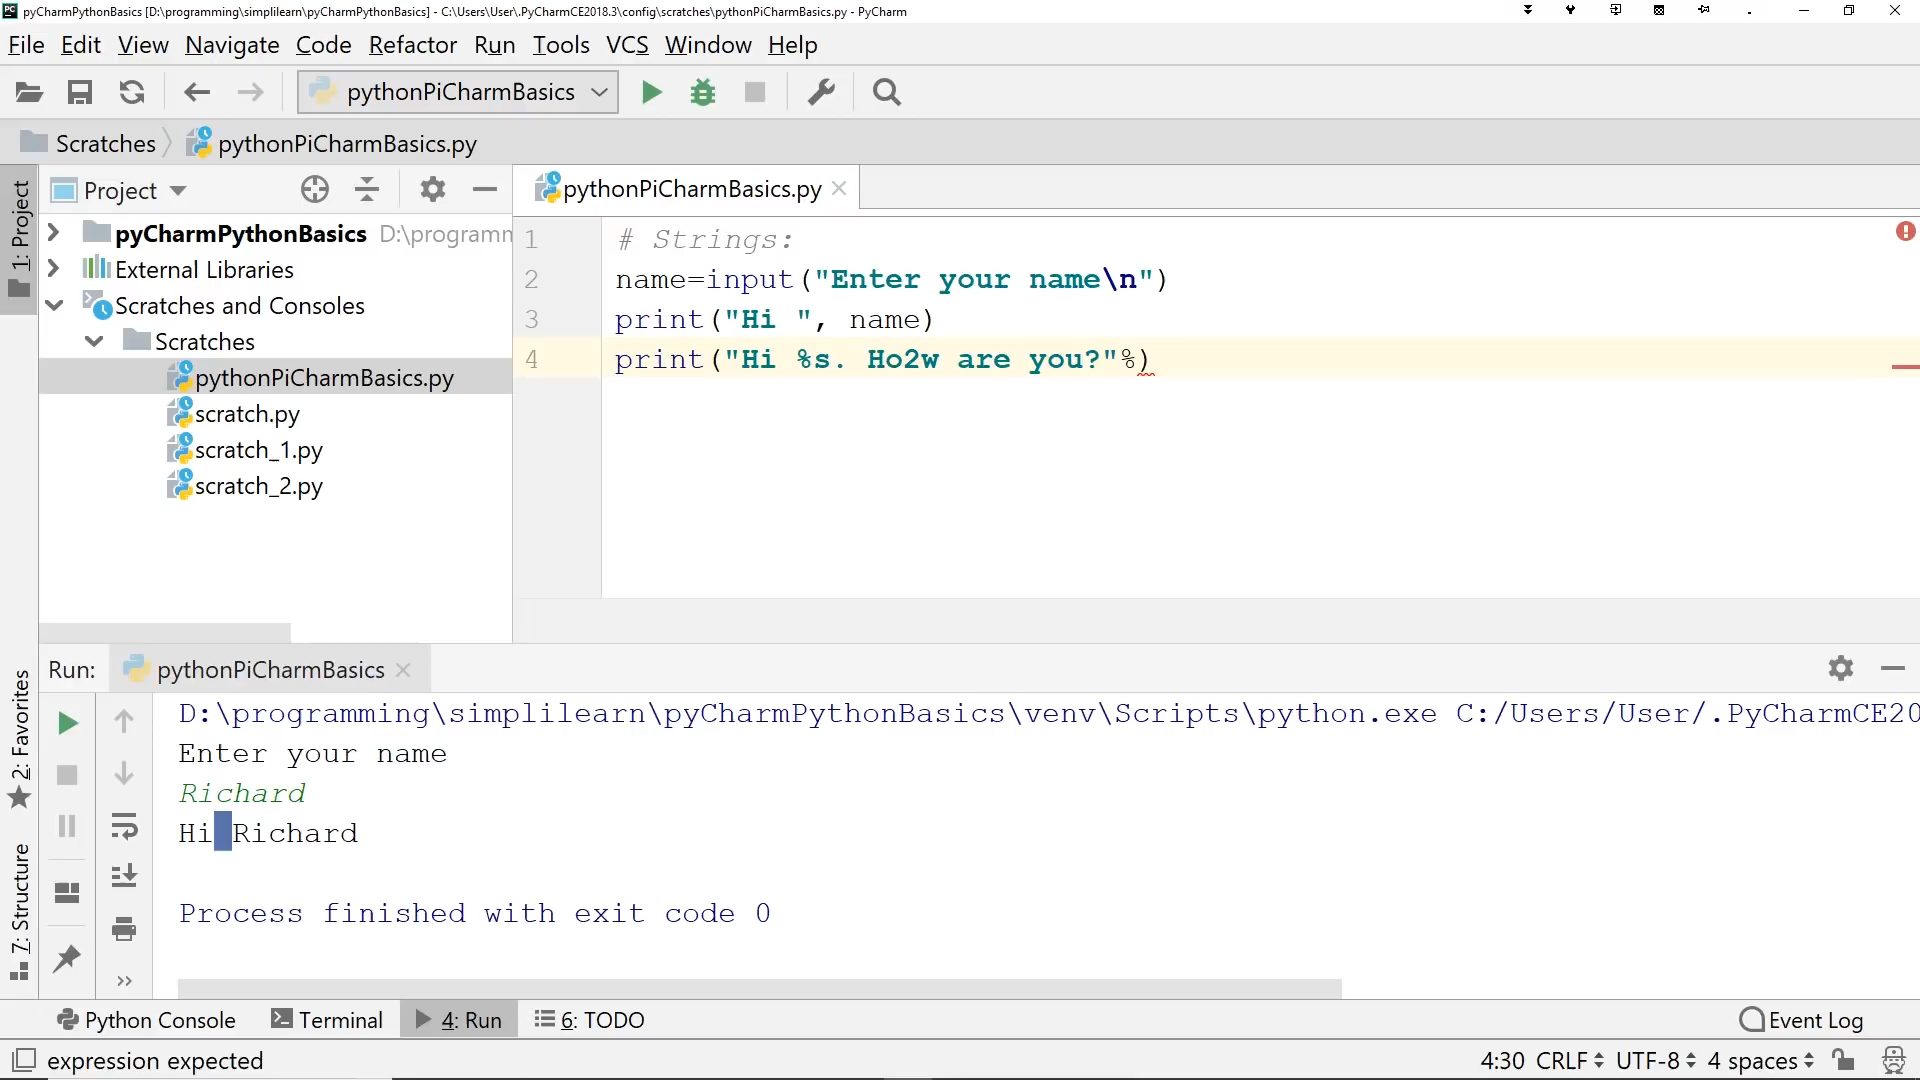 pyCharmPythonBasics [D:\programming\simplilearn\pyCharmPythonBasics] - C:\Users\User\.PyCharmCE2018.3\config\scratches\pythonPiCharmBasics.py - PyCharm
File Edit View Navigate Code Refactor Run Tools VCS Window Help
pythonPiCharmBasics
Scratches pythonPiCharmBasics.py
1: Project
Project
pythonPiCharmBasics.py
pyCharmPythonBasics D:\programm
External Libraries
Scratches and Consoles
Scratches
pythonPiCharmBasics.py
scratch.py
scratch_1.py
scratch_2.py
1 # Strings:
2 name=input("Enter your name\n")
3 print("Hi ", name)
4 print("Hi %s. Ho2w are you?"%)
Run: pythonPiCharmBasics
2: Favorites
7: Structure
D:\programming\simplilearn\pyCharmPythonBasics\venv\Scripts\python.exe C:/Users/User/.PyCharmCE20
Enter your name
Richard
Hi Richard
Process finished with exit code 0
Python Console Terminal 4: Run 6: TODO Event Log
expression expected 4:30 CRLF UTF-8 4 spaces